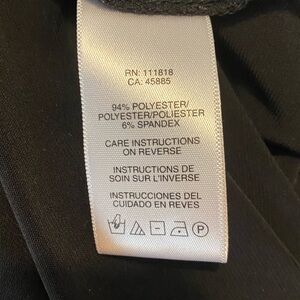 RN: 111818
CA: 45885
94% POLYESTER/
POLYESTER/POLIESTER
6% SPANDEX
CARE INSTRUCTIONS
ON REVERSE
INSTRUCTIONS DE
SOIN SUR L'INVERSE
INSTRUCCIONES DEL
CUIDADO EN REVES
P